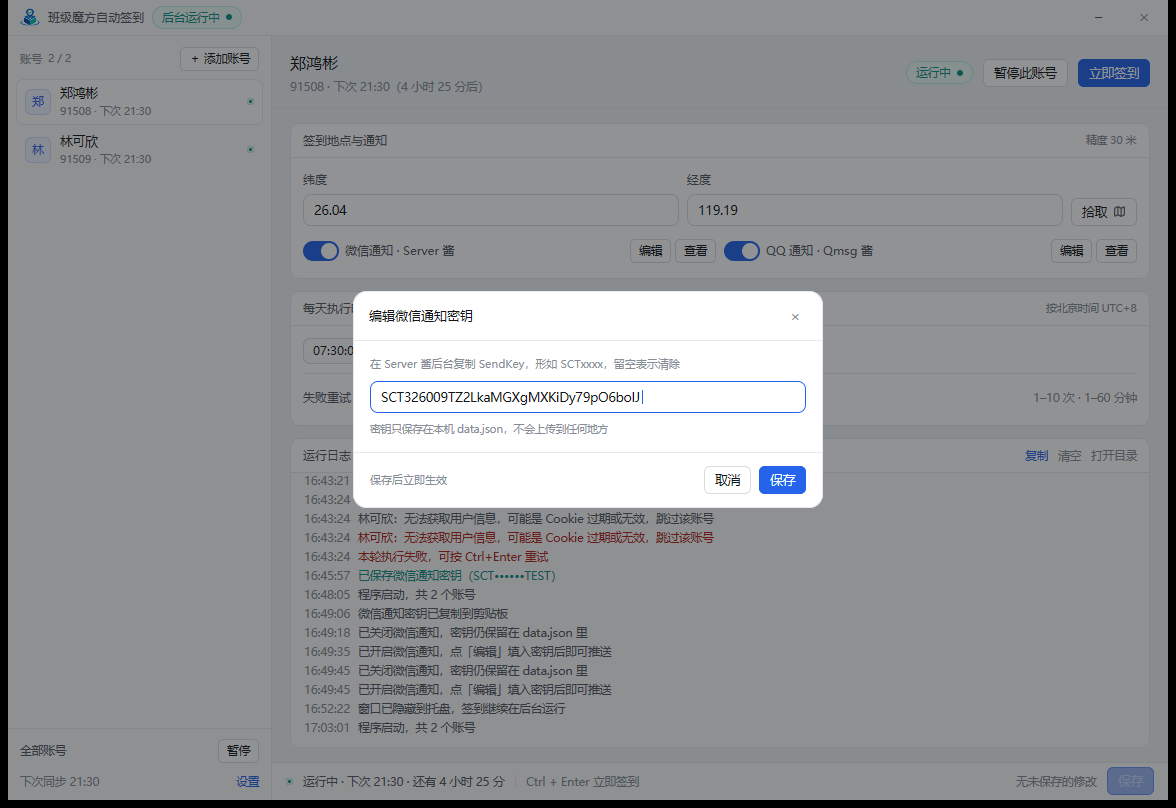 班级魔方自动签到 后台运行中
账号 2 / 2 + 添加账号
郑 郑鸿彬
91508 · 下次 21:30
林 林可欣
91509 · 下次 21:30
全部账号 暂停
下次同步 21:30 设置
郑鸿彬
91508 · 下次 21:30（4 小时 25 分后）
运行中 暂停此账号 立即签到
签到地点与通知 精度 30 米
纬度 经度
26.04 119.19 拾取
微信通知 · Server 酱 编辑 查看 QQ 通知 · Qmsg 酱 编辑 查看
每天执行 按北京时间 UTC+8
07:30:0
失败重试 1–10 次 · 1–60 分钟
编辑微信通知密钥 ×
在 Server 酱后台复制 SendKey，形如 SCTxxxx，留空表示清除
SCT326009TZ2LkaMGXgMXKiDy79pO6boIJ
密钥只保存在本机 data.json，不会上传到任何地方
保存后立即生效 取消 保存
运行日志 复制 清空 打开目录
16:43:21
16:43:24
16:43:24 林可欣：无法获取用户信息，可能是 Cookie 过期或无效，跳过该账号
16:43:24 林可欣：无法获取用户信息，可能是 Cookie 过期或无效，跳过该账号
16:43:24 本轮执行失败，可按 Ctrl+Enter 重试
16:45:57 已保存微信通知密钥（SCT••••••TEST）
16:48:05 程序启动，共 2 个账号
16:49:06 微信通知密钥已复制到剪贴板
16:49:18 已关闭微信通知，密钥仍保留在 data.json 里
16:49:35 已开启微信通知，点「编辑」填入密钥后即可推送
16:49:45 已关闭微信通知，密钥仍保留在 data.json 里
16:49:45 已开启微信通知，点「编辑」填入密钥后即可推送
16:52:22 窗口已隐藏到托盘，签到继续在后台运行
17:03:01 程序启动，共 2 个账号
运行中 · 下次 21:30 · 还有 4 小时 25 分 Ctrl + Enter 立即签到 无未保存的修改 保存